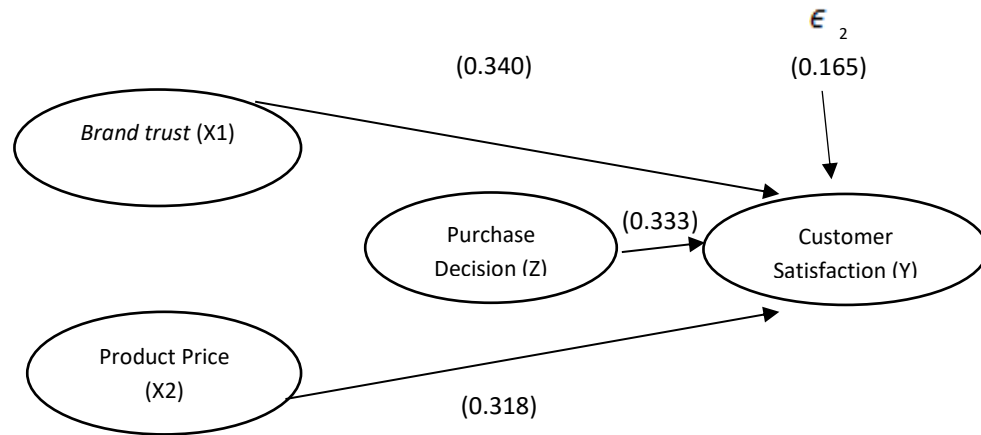 ϵ 2
(0.340)
(0.165)
Brand trust (X1)
Purchase
Decision (Z)
(0.333)
Customer
Satisfaction (Y)
Product Price
(X2)
(0.318)